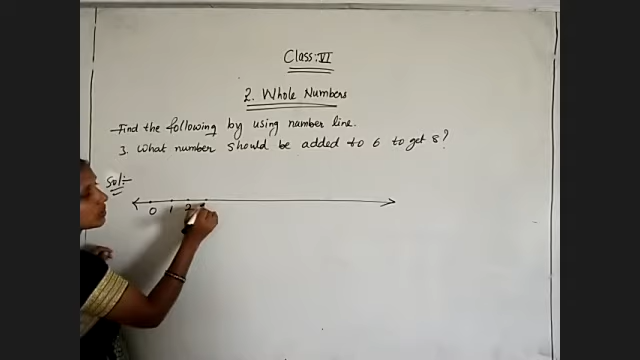 Class:VI
2. Whole Numbers
Find the following by using number line.
3. What number should be added to 6 to get 8?
Sol:-
0 1 2